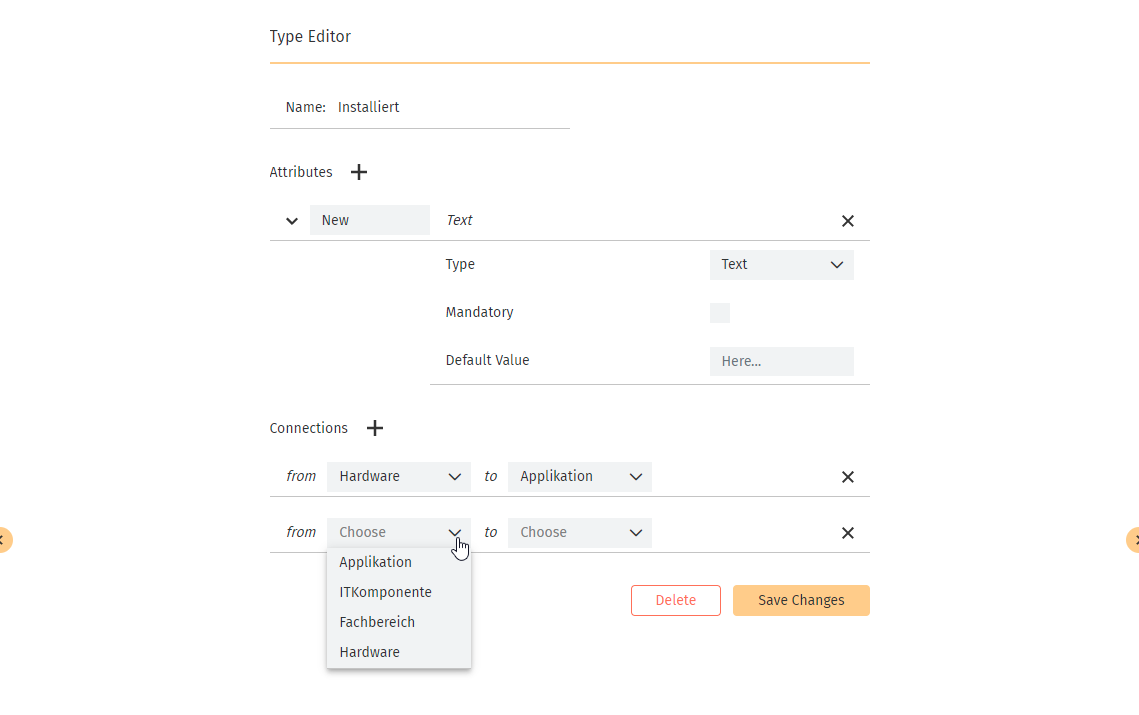 Type Editor
Name: Installiert
Attributes
New Text
Type Text
Mandatory
Default Value Here...
Connections
from Hardware to Applikation
from Choose to Choose
Applikation
ITKomponente
Fachbereich
Hardware
Delete Save Changes